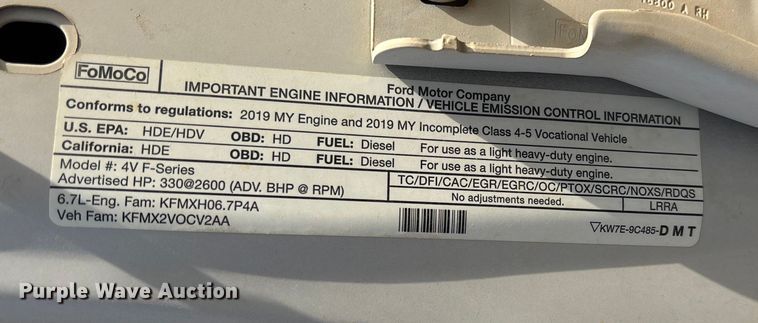 16800 A RH
FoMoCo
FoMoCo
Ford Motor Company
IMPORTANT ENGINE INFORMATION / VEHICLE EMISSION CONTROL INFORMATION
Conforms to regulations: 2019 MY Engine and 2019 MY Incomplete Class 4-5 Vocational Vehicle
U.S. EPA: HDE/HDV OBD: HD FUEL: Diesel For use as a light heavy-duty engine.
California: HDE OBD: HD FUEL: Diesel For use as a light heavy-duty engine.
Model #: 4V F-Series
Advertised HP: 330@2600 (ADV. BHP @ RPM)
TC/DFI/CAC/EGR/EGRC/OC/PTOX/SCRC/NOXS/RDQS
No adjustments needed. LRRA
6.7L-Eng. Fam: KFMXH06.7P4A
Veh Fam: KFMX2VOCV2AA
▽KW7E-9C485-DMT
Purple Wave Auction